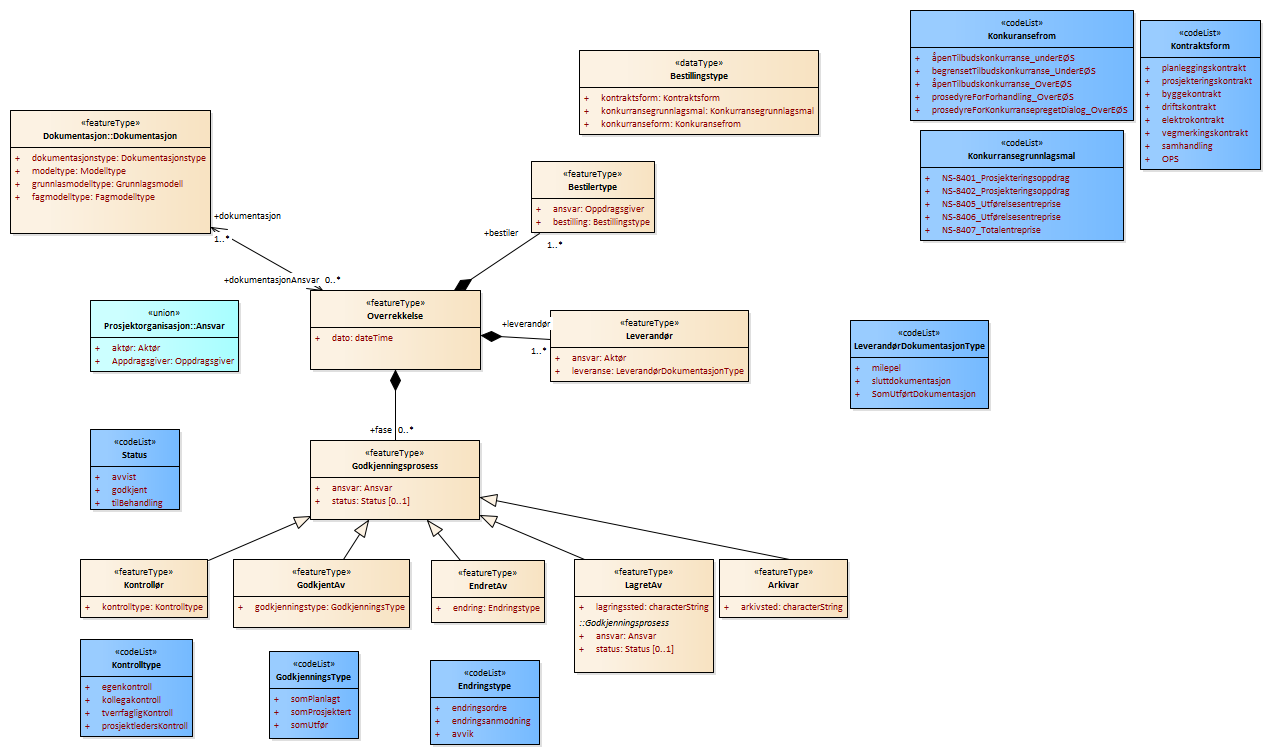 «codeList»
Konkuransefrom
+ åpenTilbudskonkurranse_underEØS
+ begrensetTilbudskonkurranse_UnderEØS
+ åpenTilbudskonkurranse_OverEØS
+ prosedyreForForhandling_OverEØS
+ prosedyreForKonkurransepregetDialog_OverEØS
«codeList»
Kontraktsform
+ planleggingskontrakt
+ prosjekteringskontrakt
+ byggekontrakt
+ driftskontrakt
+ elektrokontrakt
+ vegmerkingskontrakt
+ samhandling
+ OPS
«dataType»
Bestillingstype
+ kontraktsform: Kontraktsform
+ konkurransegrunnlagsmal: Konkurransegrunnlagsmal
+ konkurranseform: Konkuransefrom
«featureType»
Dokumentasjon::Dokumentasjon
+ dokumentasjonstype: Dokumentasjonstype
+ modeltype: Modelltype
+ grunnlasmodelltype: Grunnlagsmodell
+ fagmodelltype: Fagmodelltype
«codeList»
Konkurransegrunnlagsmal
+ NS-8401_Prosjekteringsoppdrag
+ NS-8402_Prosjekteringsoppdrag
+ NS-8405_Utførelsesentreprise
+ NS-8406_Utførelsesentreprise
+ NS-8407_Totalentreprise
«featureType»
Bestilertype
+ ansvar: Oppdragsgiver
+ bestilling: Bestillingstype
+dokumentasjon
1..*
+bestiler
1..*
+dokumentasjonAnsvar 0..*
«featureType»
Overrekkelse
+ dato: dateTime
«union»
Prosjektorganisasjon::Ansvar
+ aktør: Aktør
+ Appdragsgiver: Oppdragsgiver
+leverandør
1..*
«featureType»
Leverandør
+ ansvar: Aktør
+ leveranse: LeverandørDokumentasjonType
«codeList»
LeverandørDokumentasjonType
+ milepel
+ sluttdokumentasjon
+ SomUtførtDokumentasjon
+fase 0..*
«codeList»
Status
+ avvist
+ godkjent
+ tilBehandling
«featureType»
Godkjenningsprosess
+ ansvar: Ansvar
+ status: Status [0..1]
«featureType»
Kontrollør
+ kontrolltype: Kontrolltype
«featureType»
GodkjentAv
+ godkjenningstype: GodkjenningsType
«featureType»
EndretAv
+ endring: Endringstype
«featureType»
LagretAv
+ lagringssted: characterString
::Godkjenningsprosess
+ ansvar: Ansvar
+ status: Status [0..1]
«featureType»
Arkivar
+ arkivsted: characterString
«codeList»
Kontrolltype
+ egenkontroll
+ kollegakontroll
+ tverrfagligKontroll
+ prosjektledersKontroll
«codeList»
GodkjenningsType
+ somPlanlagt
+ somProsjektert
+ somUtfør
«codeList»
Endringstype
+ endringsordre
+ endringsanmodning
+ avvik